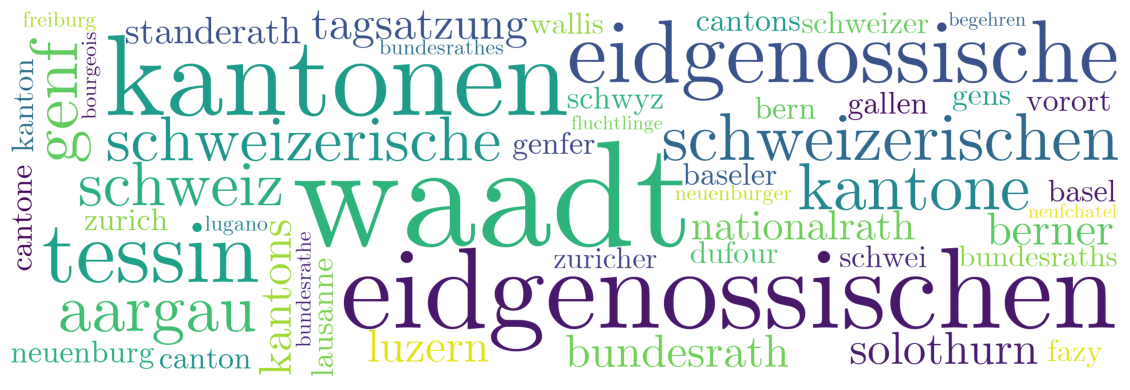 freiburg
standerath
tagsatzung
wallis
cantons
schweizer
begehren
bundesrathes
eidgenossische
kanton
genf
bourgeois
kantonen
schwyz
bern
gallen
gens
vorort
fluchtlinge
schweizerische
genfer
schweizerischen
cantone
schweiz
waadt
baseler
neuenburger
kantone
basel
neufchatel
zurich
lugano
nationalrath
berner
tessin
kantons
bundesrathe
lausanne
zuricher
dufour
schwei
bundesraths
aargau
eidgenossischen
neuenburg
canton
luzern
bundesrath
solothurn
fazy